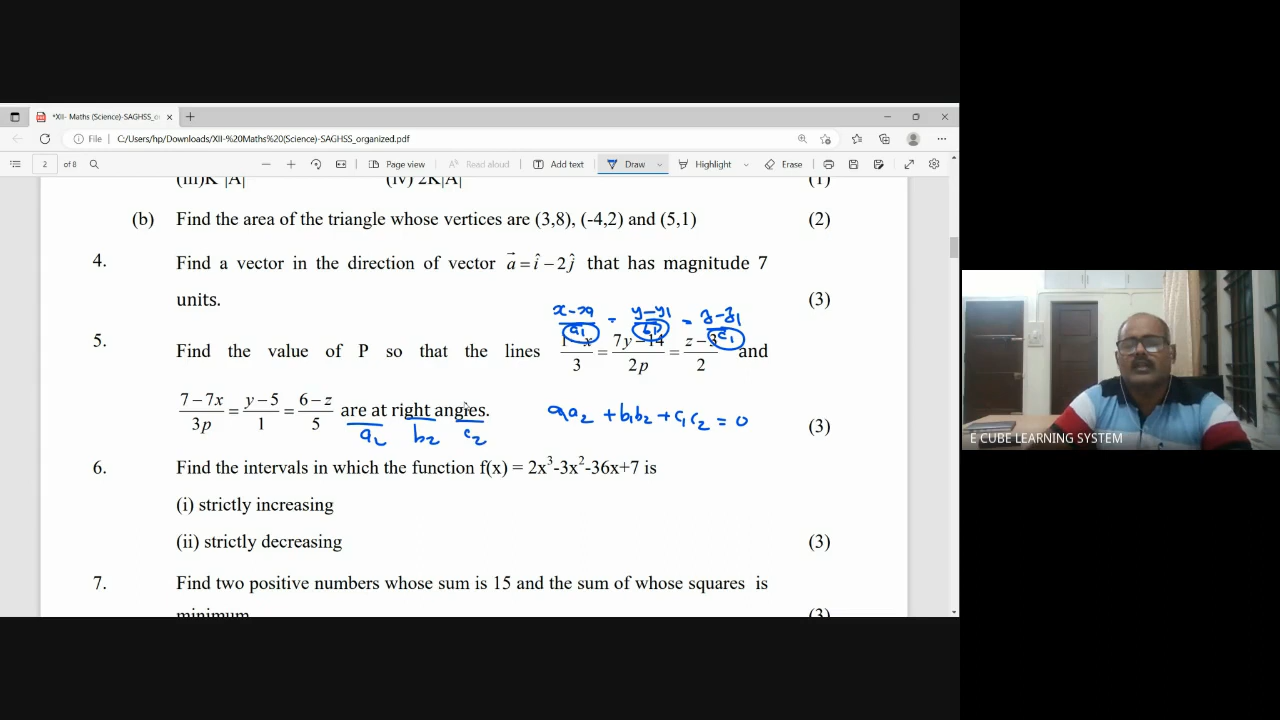 *XII- Maths (Science)-SAGHSS_o
File C:/Users/hp/Downloads/XII-%20Maths%20(Science)-SAGHSS_organized.pdf
2 of 8 Page view Read aloud Add text Draw Highlight Erase
(iii)K |A| (iv) 2K|A| (1)
(b) Find the area of the triangle whose vertices are (3,8), (-4,2) and (5,1) (2)
4. Find a vector in the direction of vector a⃗ = î − 2ĵ that has magnitude 7
units. (3)
x-x1/a1 = y-y1/b1 = z-z1/c1
5. Find the value of P so that the lines 1-x/3 = 7y-14/2p = z-3/2 and
7-7x/3p = y-5/1 = 6-z/5 are at right angies. a1a2 + b1b2 + c1c2 = 0 (3)
a2 b2 c2
6. Find the intervals in which the function f(x) = 2x³-3x²-36x+7 is
(i) strictly increasing
(ii) strictly decreasing (3)
7. Find two positive numbers whose sum is 15 and the sum of whose squares is
minimum (3)
E CUBE LEARNING SYSTEM